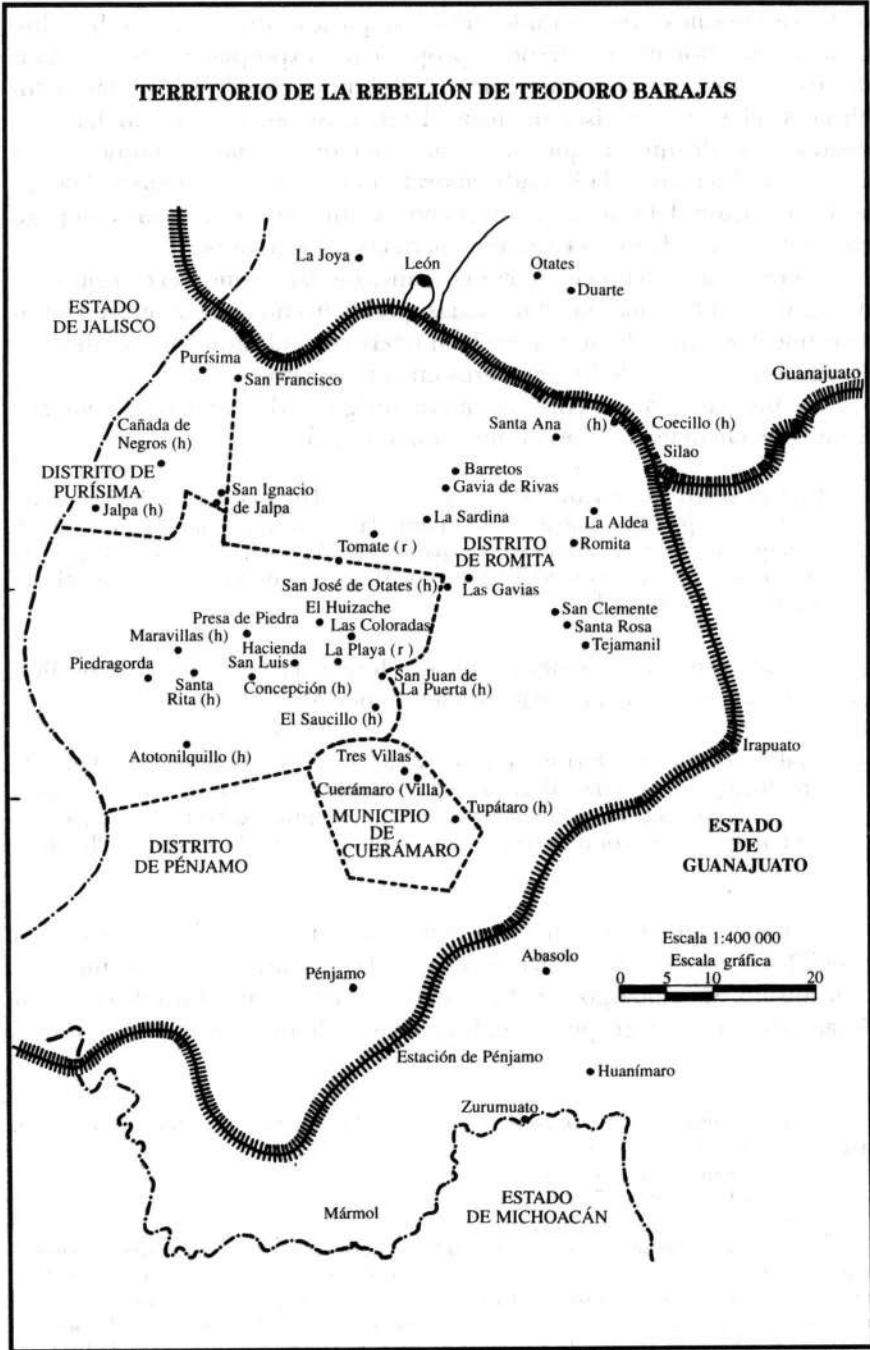 TERRITORIO DE LA REBELIÓN DE TEODORO BARAJAS
La Joya
León
Otates
Duarte
ESTADO
DE JALISCO
Purísima
San Francisco
Guanajuato
Cañada de
Negros (h)
Santa Ana
(h)
Coecillo (h)
Silao
DISTRITO DE
PURÍSIMA
Jalpa (h)
San Ignacio
de Jalpa
Barretos
Gavia de Rivas
La Sardina
La Aldea
Romita
Tomate (r)
DISTRITO
DE ROMITA
San José de Otates (h)
Las Gavias
El Huizache
Presa de Piedra
Las Coloradas
San Clemente
Santa Rosa
Tejamanil
Maravillas (h)
Hacienda
San Luis
La Playa (r)
Piedragorda
Santa
Rita (h)
Concepción (h)
San Juan de
La Puerta (h)
El Saucillo (h)
Atotonilquillo (h)
Tres Villas
Irapuato
Cuerámaro (Villa)
Tupátaro (h)
MUNICIPIO
DE
CUERÁMARO
DISTRITO
DE PÉNJAMO
ESTADO
DE
GUANAJUATO
Escala 1:400 000
Escala gráfica
0 5 10 20
Abasolo
Pénjamo
Estación de Pénjamo
Huanímaro
Zurumuato
Mármol
ESTADO
DE MICHOACÁN